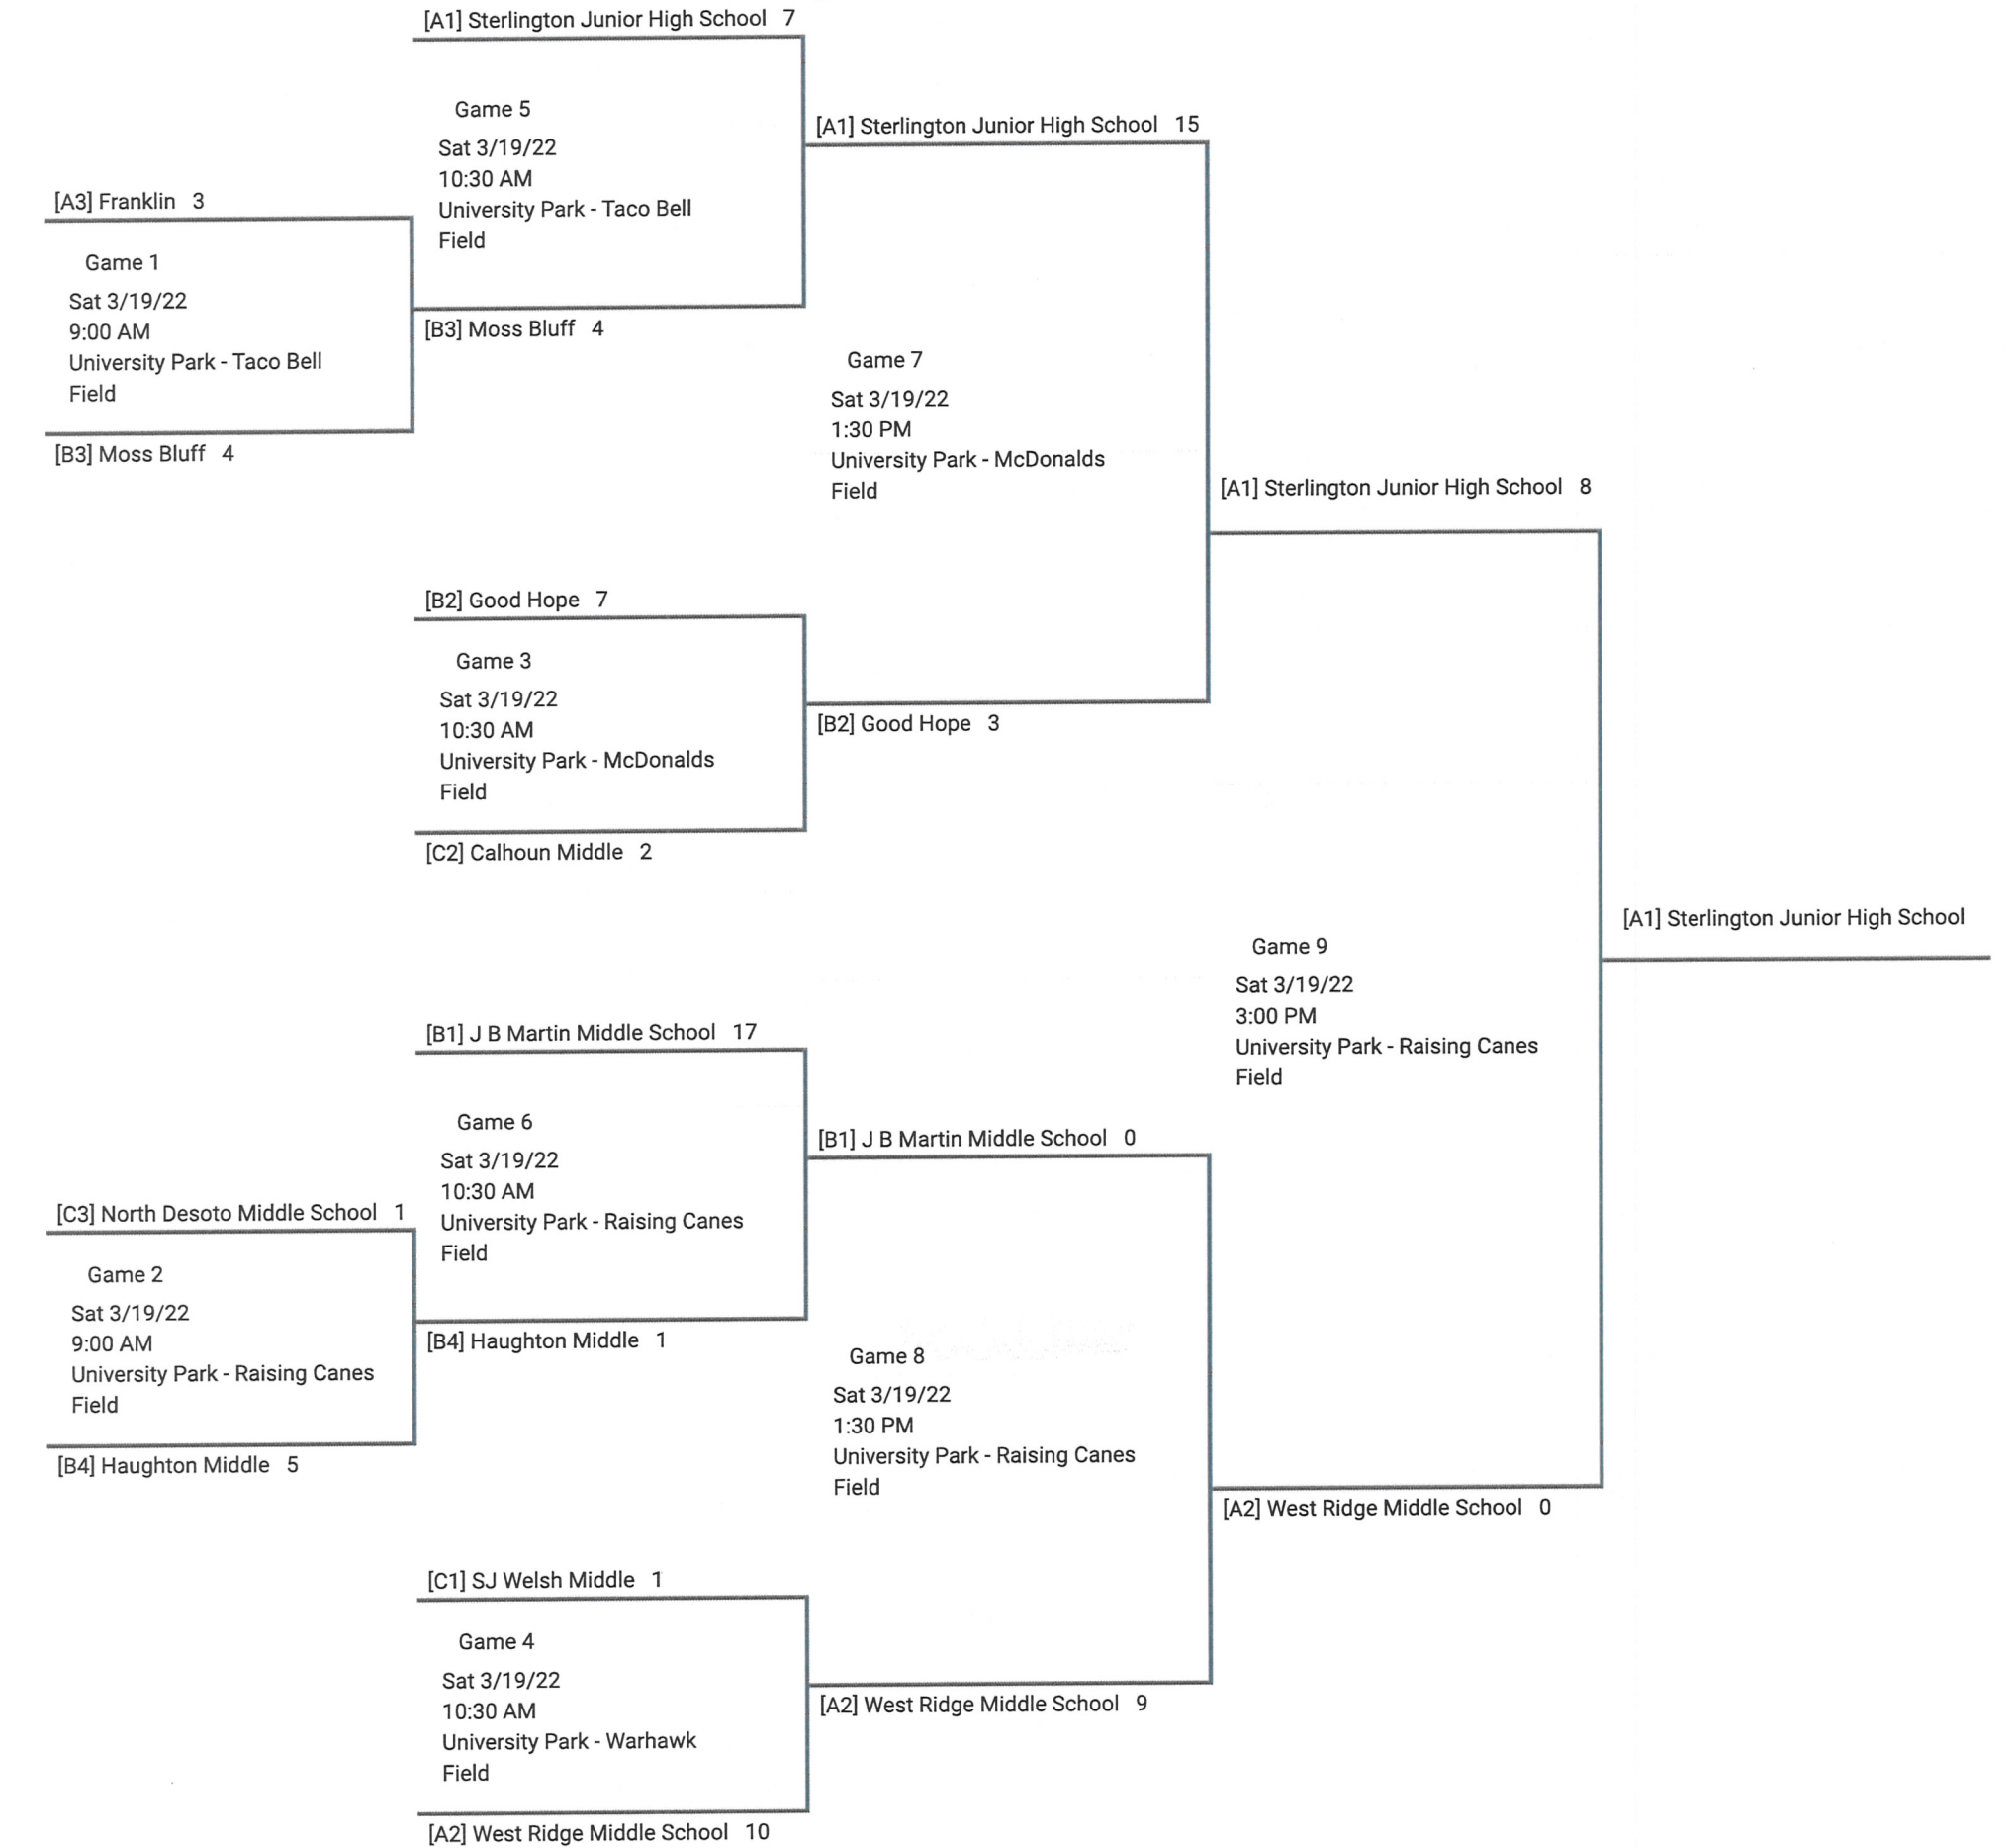 [A1] Sterlington Junior High School 7
Game 5
Sat 3/19/22
10:30 AM
University Park - Taco Bell
Field
[B3] Moss Bluff 4
[A3] Franklin 3
Game 1
Sat 3/19/22
9:00 AM
University Park - Taco Bell
Field
[B3] Moss Bluff 4
[A1] Sterlington Junior High School 15
Game 7
Sat 3/19/22
1:30 PM
University Park - McDonalds
Field
[B2] Good Hope 3
[B2] Good Hope 7
Game 3
Sat 3/19/22
10:30 AM
University Park - McDonalds
Field
[C2] Calhoun Middle 2
[A1] Sterlington Junior High School 8
Game 9
Sat 3/19/22
3:00 PM
University Park - Raising Canes
Field
[A2] West Ridge Middle School 0
[A1] Sterlington Junior High School
[B1] J B Martin Middle School 17
Game 6
Sat 3/19/22
10:30 AM
University Park - Raising Canes
Field
[B4] Haughton Middle 1
[C3] North Desoto Middle School 1
Game 2
Sat 3/19/22
9:00 AM
University Park - Raising Canes
Field
[B4] Haughton Middle 5
[B1] J B Martin Middle School 0
Game 8
Sat 3/19/22
1:30 PM
University Park - Raising Canes
Field
[A2] West Ridge Middle School 9
[C1] SJ Welsh Middle 1
Game 4
Sat 3/19/22
10:30 AM
University Park - Warhawk
Field
[A2] West Ridge Middle School 10